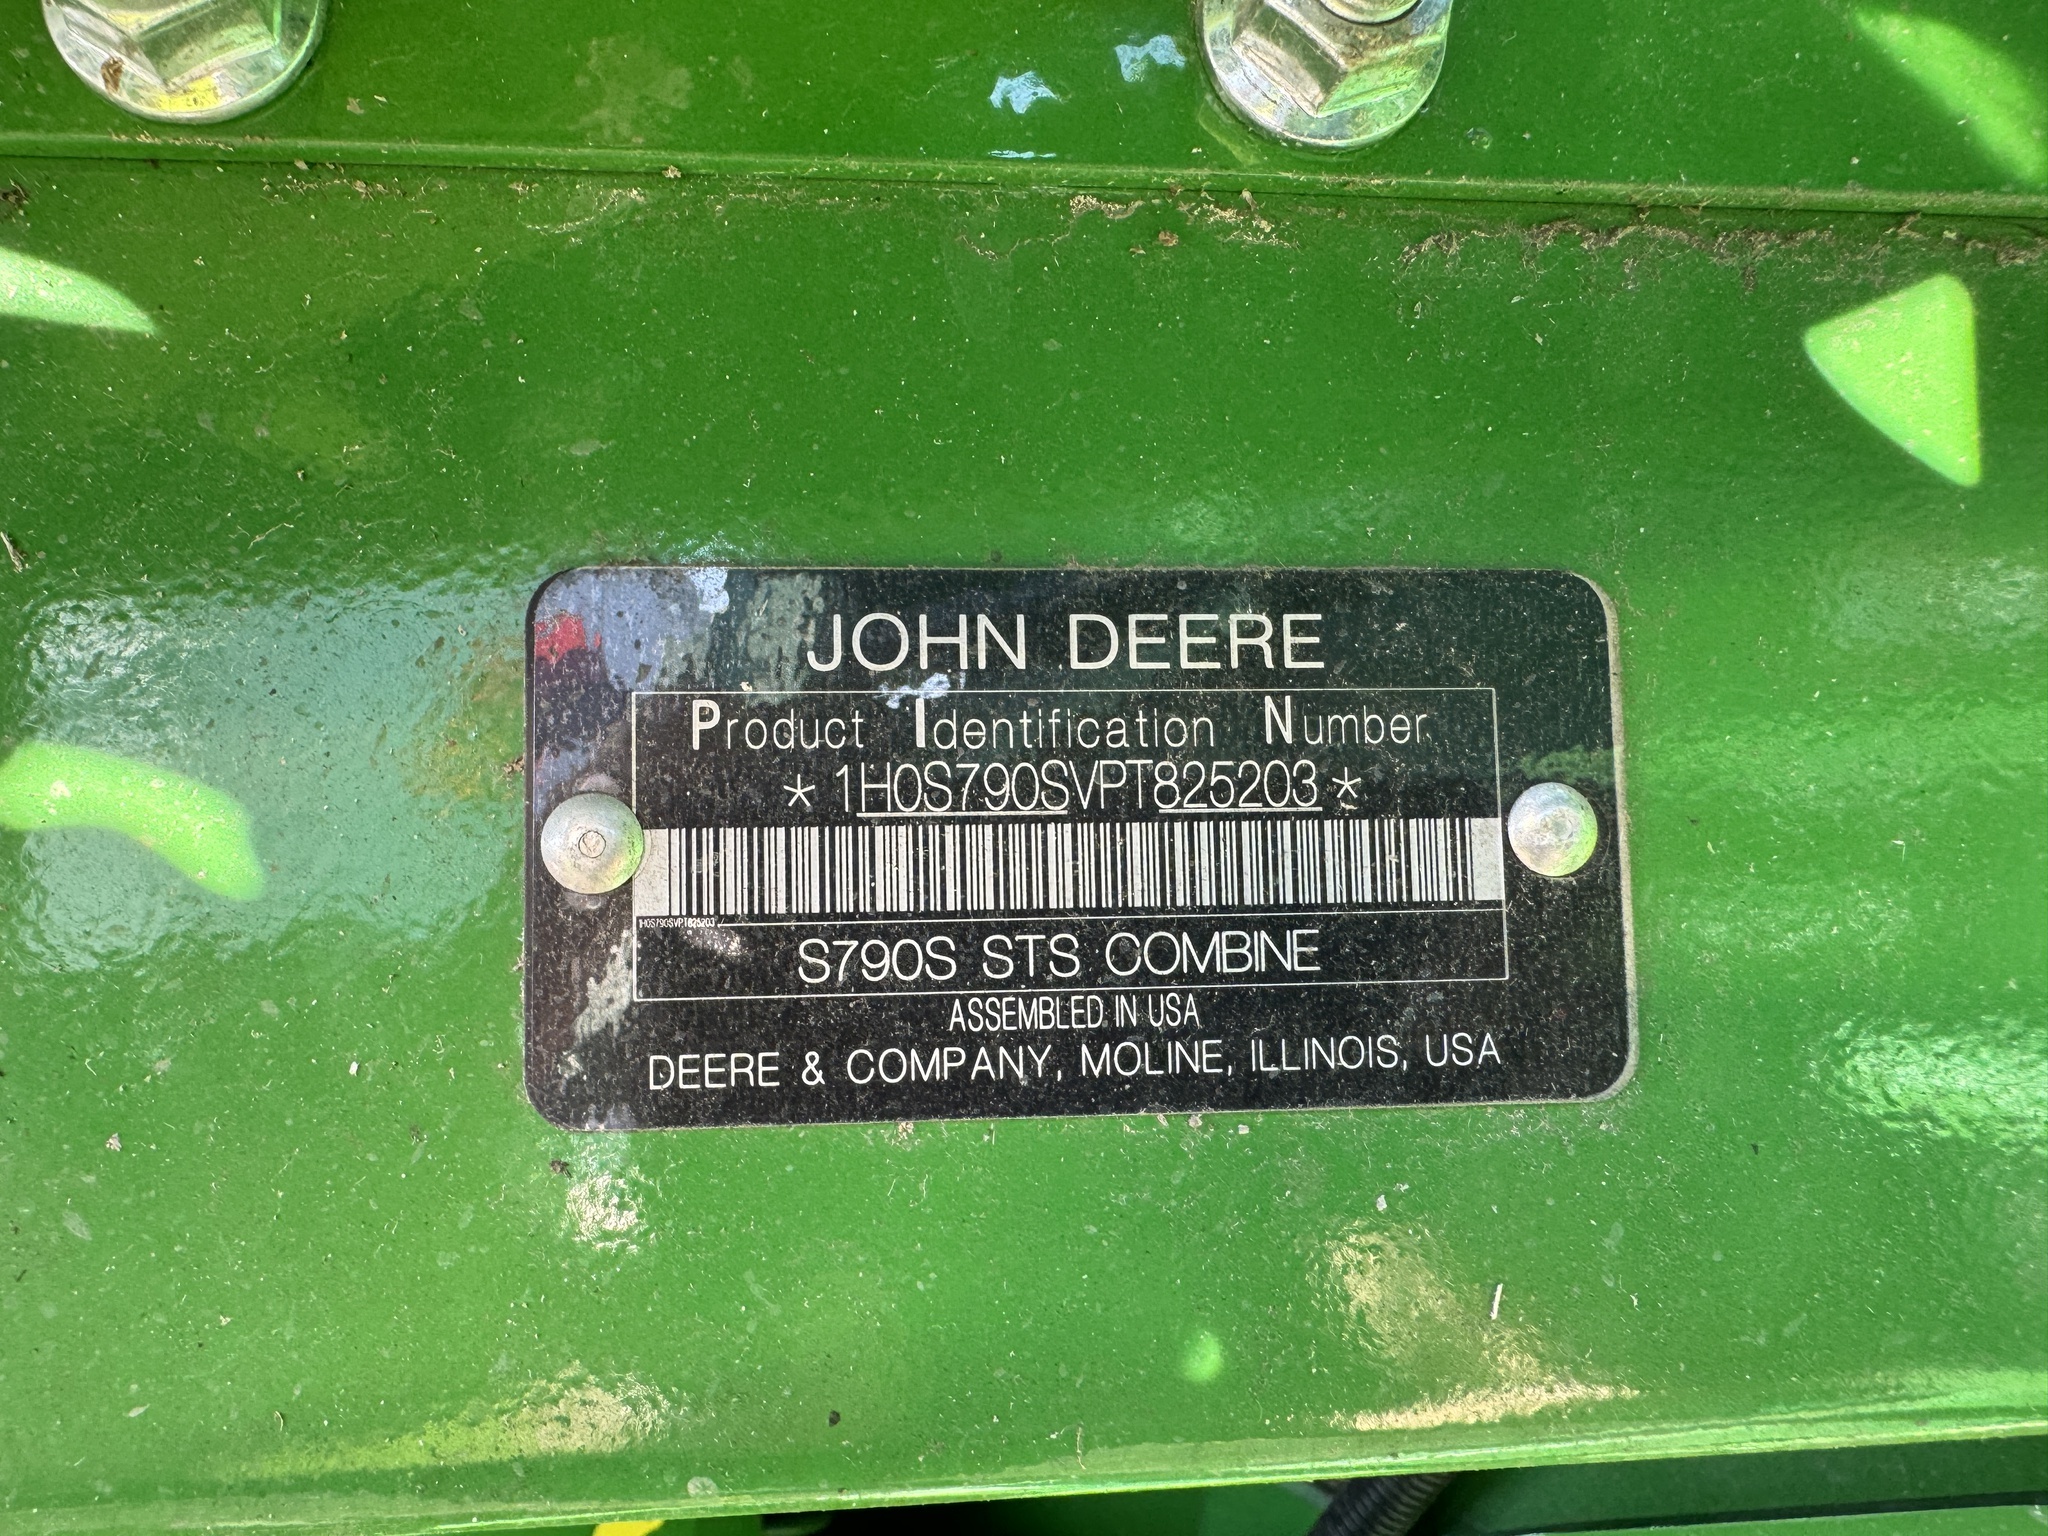 JOHN DEERE
Product Identification Number
* 1H0S790SVPT825203 *
1H0S790SVPT825203
S790S STS COMBINE
ASSEMBLED IN USA
DEERE & COMPANY, MOLINE, ILLINOIS, USA